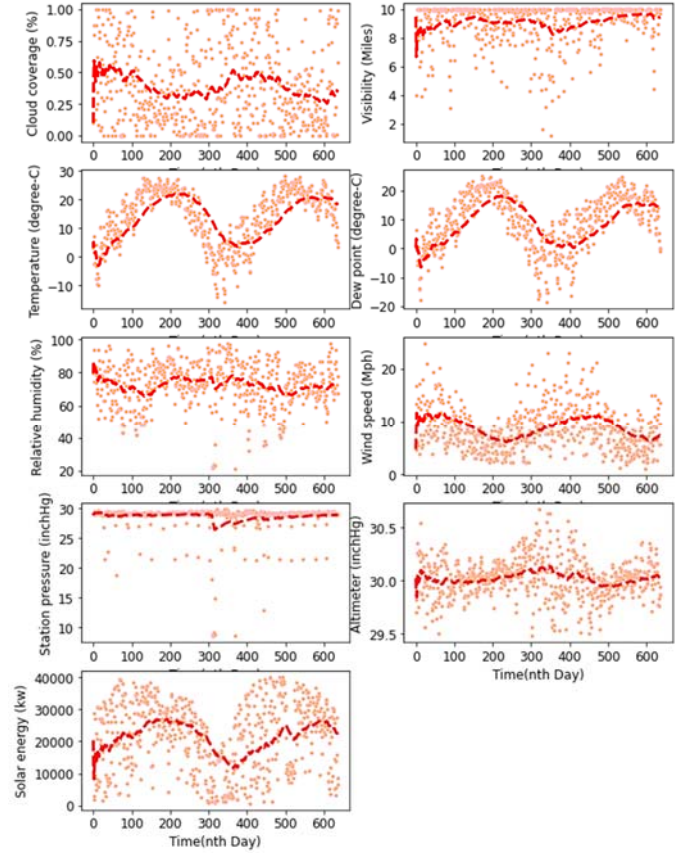 Cloud coverage (%)
1.00
0.75
0.50
0.25
0.00
0 100 200 300 400 500 600
Visibility (Miles)
10
8
6
4
2
0 100 200 300 400 500 600
Temperature (degree-C)
30
20
10
0
−10
0 100 200 300 400 500 600
Dew point (degree-C)
20
10
0
−10
−20
0 100 200 300 400 500 600
Relative humidity (%)
100
80
60
40
20
0 100 200 300 400 500 600
Wind speed (Mph)
20
10
0
0 100 200 300 400 500 600
Station pressure (inchHg)
30
25
20
15
10
0 100 200 300 400 500 600
Altimeter (inchHg)
30.5
30.0
29.5
0 100 200 300 400 500 600
Time(nth Day)
Solar energy (kw)
40000
30000
20000
10000
0
0 100 200 300 400 500 600
Time(nth Day)